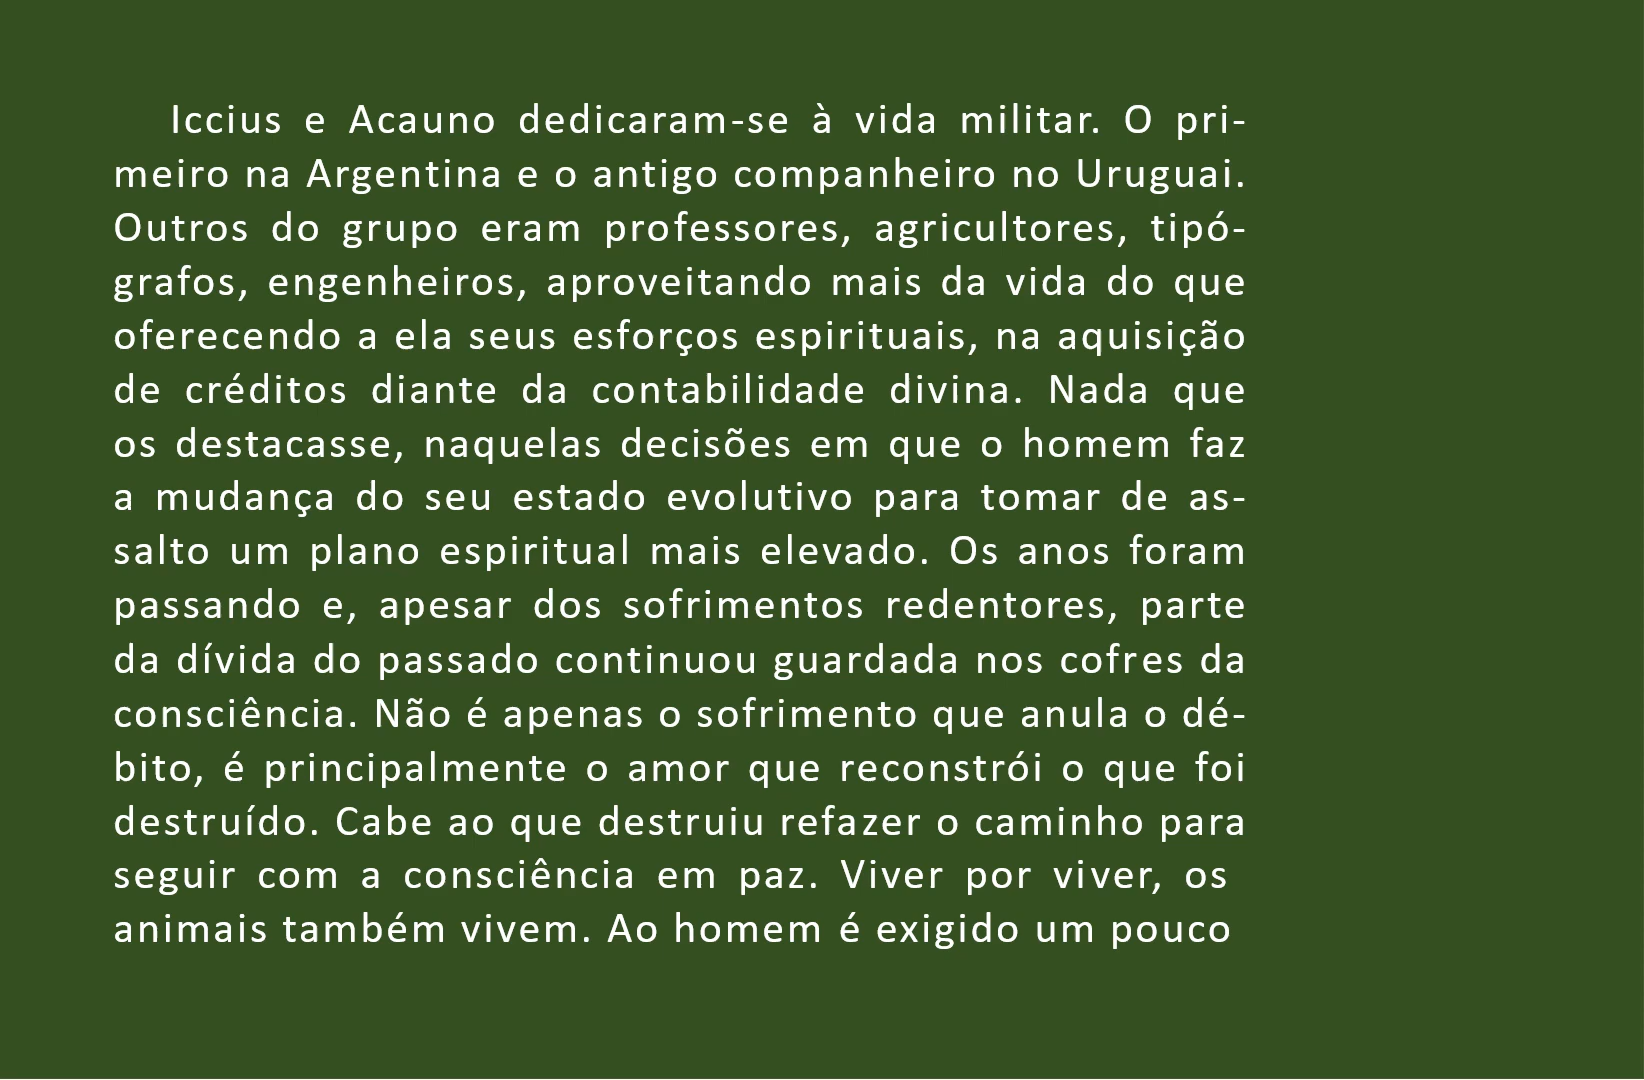 Iccius e Acauno dedicaram-se à vida militar. O pri-
meiro na Argentina e o antigo companheiro no Uruguai.
Outros do grupo eram professores, agricultores, tipó-
grafos, engenheiros, aproveitando mais da vida do que
oferecendo a ela seus esforços espirituais, na aquisição
de créditos diante da contabilidade divina. Nada que
os destacasse, naquelas decisões em que o homem faz
a mudança do seu estado evolutivo para tomar de as-
salto um plano espiritual mais elevado. Os anos foram
passando e, apesar dos sofrimentos redentores, parte
da dívida do passado continuou guardada nos cofres da
consciência. Não é apenas o sofrimento que anula o dé-
bito, é principalmente o amor que reconstrói o que foi
destruído. Cabe ao que destruiu refazer o caminho para
seguir com a consciência em paz. Viver por viver, os
animais também vivem. Ao homem é exigido um pouco